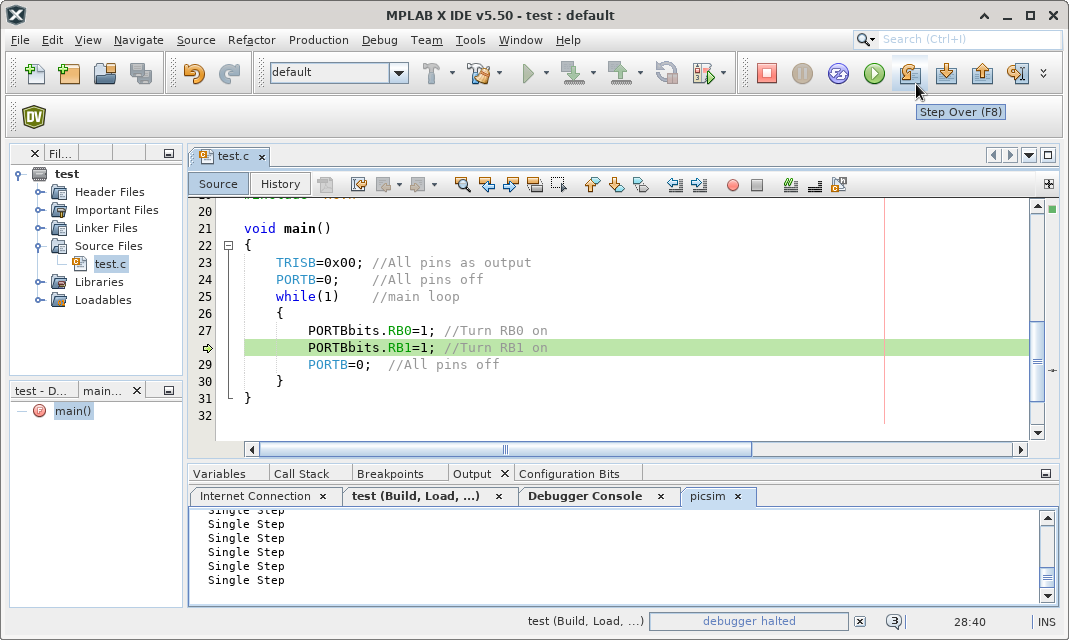 MPLAB X IDE v5.50 - test : default
File Edit View Navigate Source Refactor Production Debug Team Tools Window Help
Search (Ctrl+I)
default
Step Over (F8)
DV
Fil...
test
Header Files
Important Files
Linker Files
Source Files
test.c
Libraries
Loadables
test - D... main...
main()
test.c
Source History
20
21 void main()
22 {
23 TRISB=0x00; //All pins as output
24 PORTB=0; //All pins off
25 while(1) //main loop
26 {
27 PORTBbits.RB0=1; //Turn RB0 on
PORTBbits.RB1=1; //Turn RB1 on
29 PORTB=0; //All pins off
30 }
31 }
32
Variables Call Stack Breakpoints Output Configuration Bits
Internet Connection test (Build, Load, ...) Debugger Console picsim
Single Step
Single Step
Single Step
Single Step
Single Step
Single Step
test (Build, Load, ...) debugger halted 3 28:40 INS